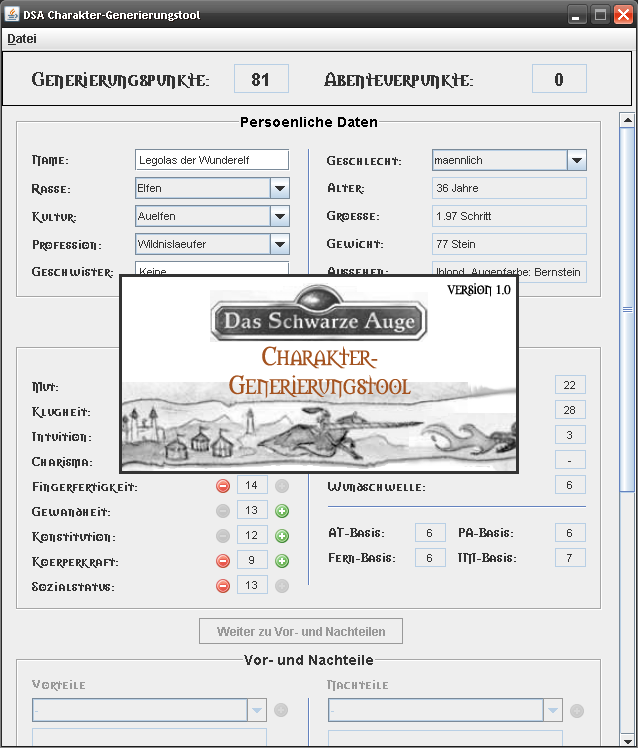 DSA Charakter-Generierungstool
Datei
Generierungspunkte: 81 Abenteuerpunkte: 0
Persoenliche Daten
Name: Legolas der Wunderelf Geschlecht: maennlich
Rasse: Elfen Alter: 36 Jahre
Kultur: Auelfen Groesse: 1.97 Schritt
Profession: Wildnislaeufer Gewicht: 77 Stein
Geschwister: Keine Aussehen: lblond, Augenfarbe: Bernstein
Version 1.0
Das Schwarze Auge
Charakter-
Generierungstool
Mut: 22
Klugheit: 28
Intuition: 3
Charisma: -
Fingerfertigkeit: 14 Wundschwelle: 6
Gewandheit: 13
Konstitution: 12 AT-Basis: 6 PA-Basis: 6
Koerperkraft: 9 Fern-Basis: 6 INI-Basis: 7
Sozialstatus: 13
Weiter zu Vor- und Nachteilen
Vor- und Nachteile
Vorteile Nachteile
- -